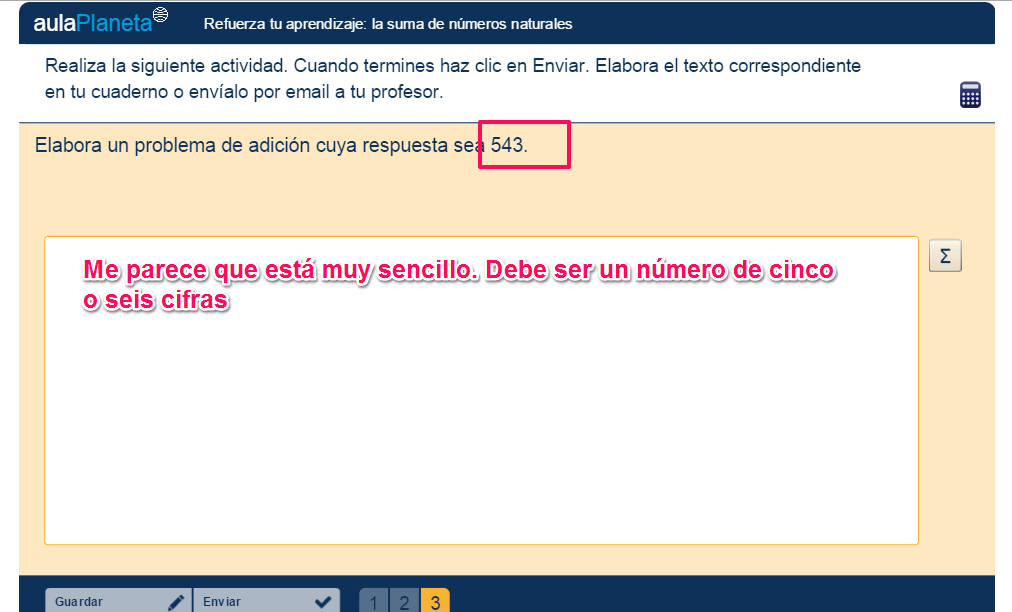 aulaPlaneta
Refuerza tu aprendizaje: la suma de números naturales
Realiza la siguiente actividad. Cuando termines haz clic en Enviar. Elabora el texto correspondiente
en tu cuaderno o envíalo por email a tu profesor.
Elabora un problema de adición cuya respuesta sea 543.
Me parece que está muy sencillo. Debe ser un número de cinco
o seis cifras
Σ
Guardar
Enviar
1 2 3